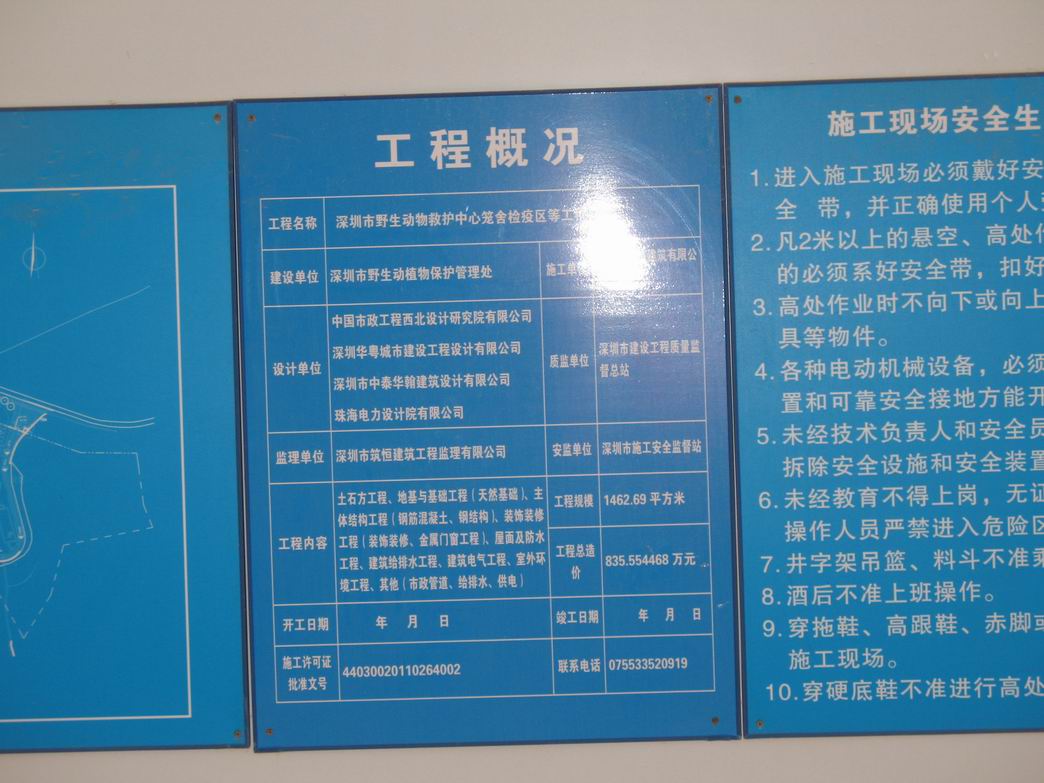 工程概况
工程名称 深圳市野生动物救护中心笼舍检疫区等工
建设单位 深圳市野生动植物保护管理处 施工单 建筑有限公
设计单位
中国市政工程西北设计研究院有限公司
深圳华粤城市建设工程设计有限公司
深圳市中泰华翰建筑设计有限公司
珠海电力设计院有限公司
质监单位
深圳市建设工程质量监
督总站
监理单位 深圳市筑恒建筑工程监理有限公司 安监单位 深圳市施工安全监督站
工程内容
土石方工程、地基与基础工程（天然基础）、主
体结构工程（钢筋混凝土、钢结构）、装饰装修
工程（装饰装修、金属门窗工程）、屋面及防水
工程、建筑给排水工程、建筑电气工程、室外环
境工程、其他（市政管道、给排水、供电）
工程规模 1462.69 平方米
工程总造
价
835.554468 万元
开工日期 年 月 日 竣工日期 年 月 日
施工许可证
批准文号
44030020110264002
联系电话 075533520919
施工现场安全生
1. 进入施工现场必须戴好安
全 带，并正确使用个人
2. 凡2米以上的悬空、高处作
的必须系好安全带，扣好
3. 高处作业时不向下或向上
具等物件。
4. 各种电动机械设备，必须
置和可靠安全接地方能开
5. 未经技术负责人和安全员
拆除安全设施和安全装置
6. 未经教育不得上岗，无证
操作人员严禁进入危险区
7. 井字架吊篮、料斗不准乘
8. 酒后不准上班操作。
9. 穿拖鞋、高跟鞋、赤脚或
施工现场。
10. 穿硬底鞋不准进行高处